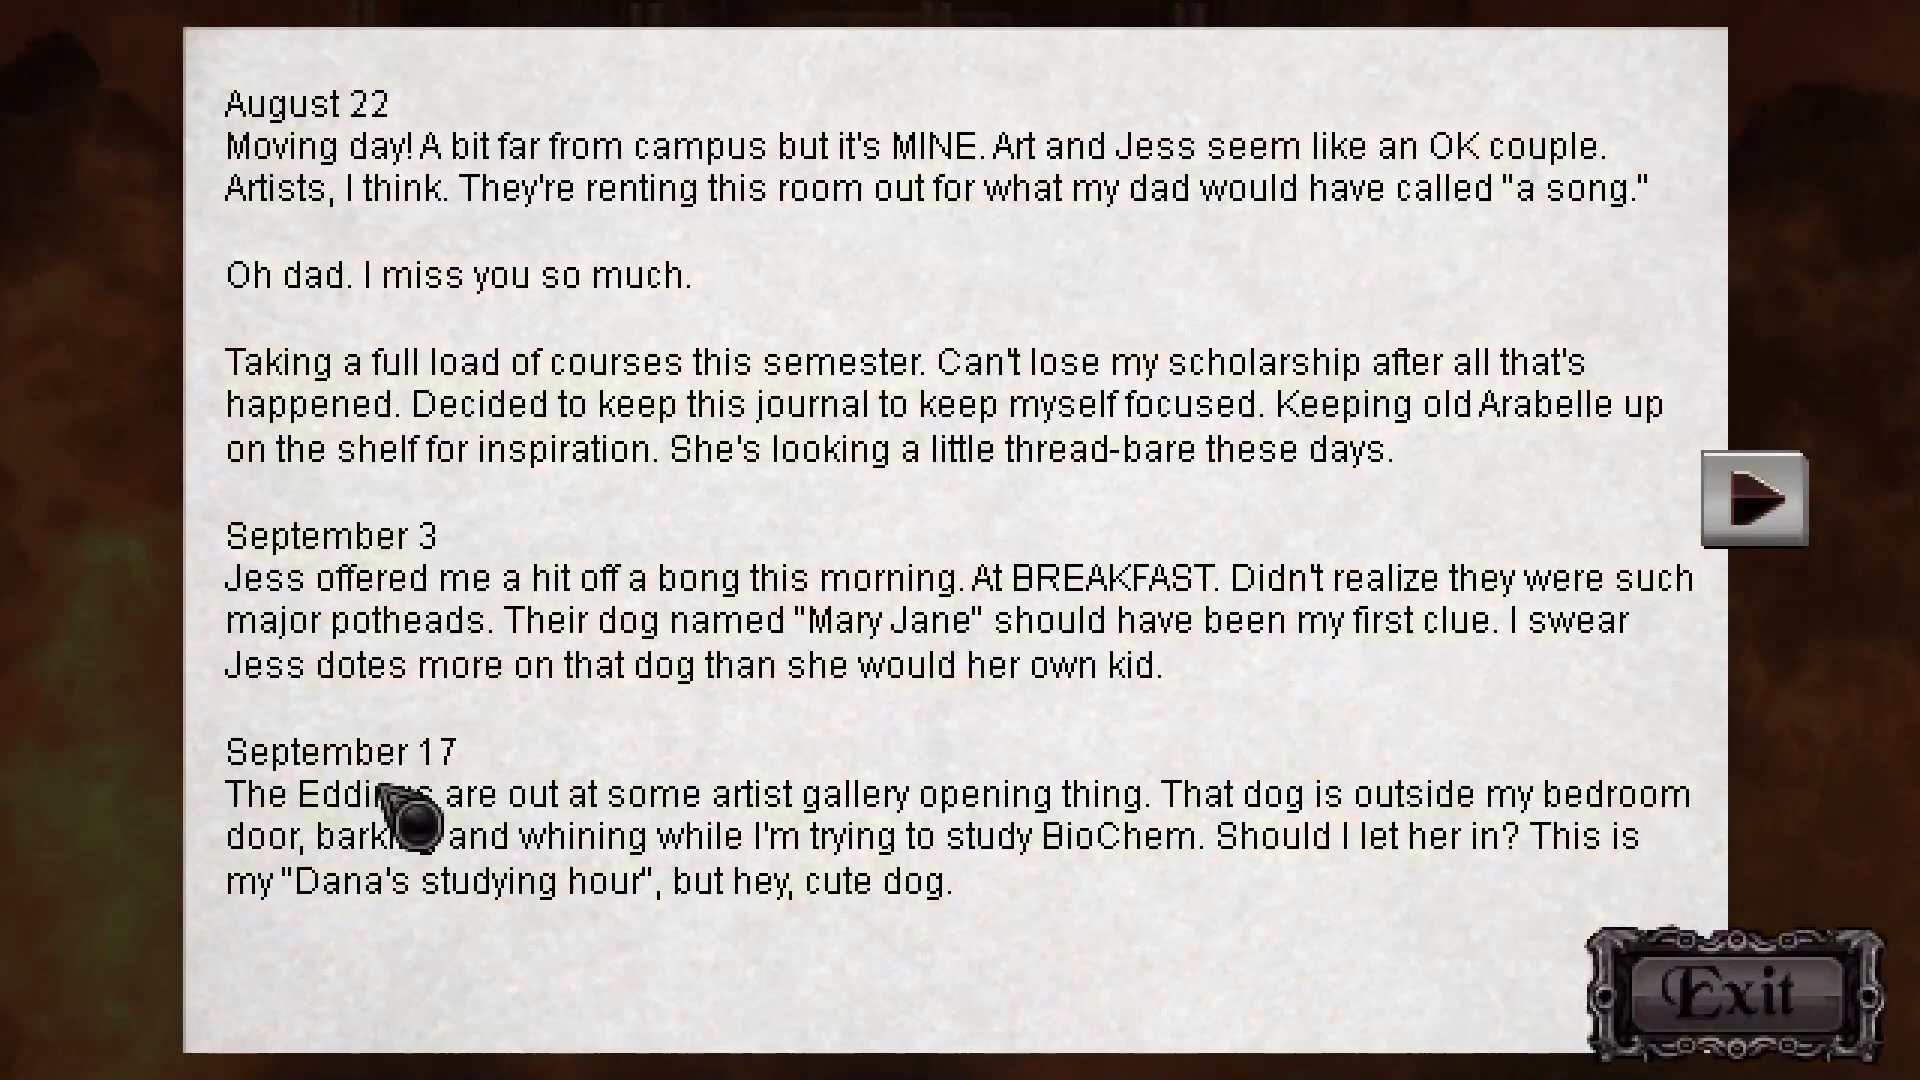 August 22
Moving day! A bit far from campus but it's MINE. Art and Jess seem like an OK couple.
Artists, I think. They're renting this room out for what my dad would have called "a song."
Oh dad. I miss you so much.
Taking a full load of courses this semester. Can't lose my scholarship after all that's
happened. Decided to keep this journal to keep myself focused. Keeping old Arabelle up
on the shelf for inspiration. She's looking a little thread-bare these days.
September 3
Jess offered me a hit off a bong this morning. At BREAKFAST. Didn't realize they were such
major potheads. Their dog named "Mary Jane" should have been my first clue. I swear
Jess dotes more on that dog than she would her own kid.
September 17
The are out at some artist gallery opening thing. That dog is outside my bedroom
door, barking and whining while I'm trying to study BioChem. Should I let her in? This is
my "Dana's studying hour", but hey, cute dog.
Exit